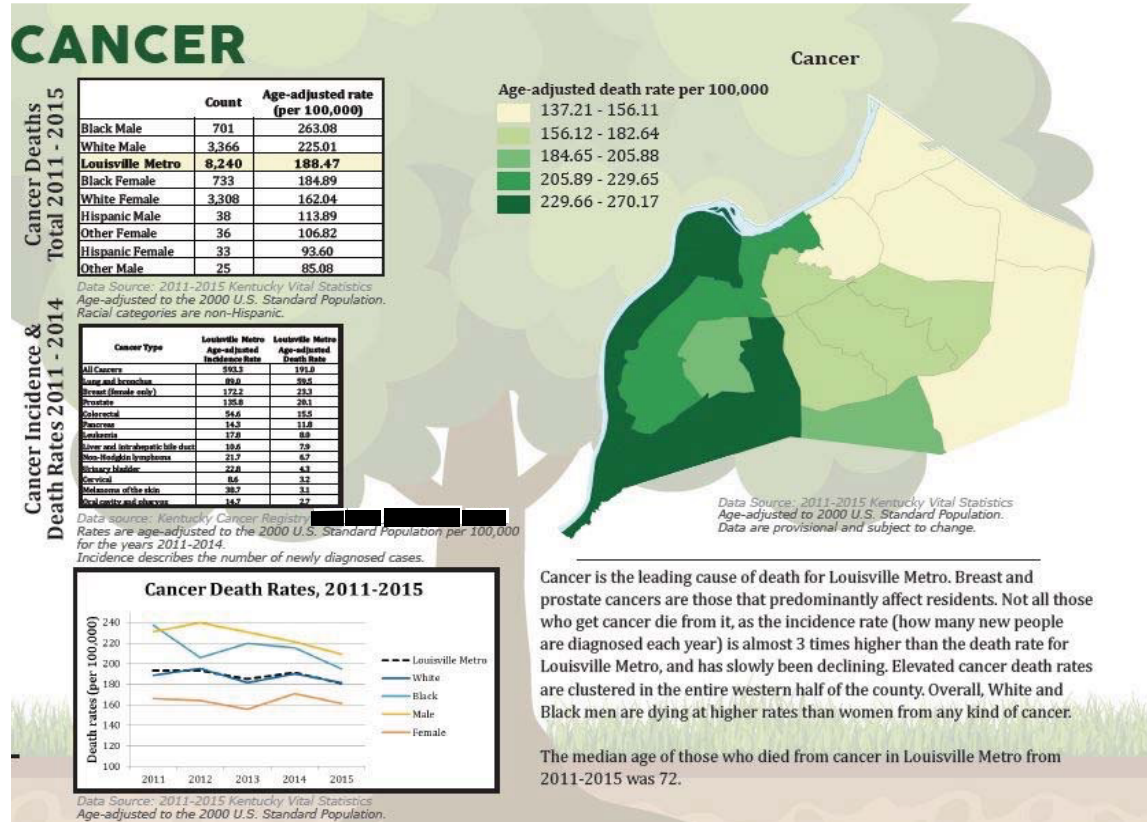 CANCER
Cancer Deaths
Total 2011 - 2015
Count Age-adjusted rate
(per 100,000)
Black Male 701 263.08
White Male 3,366 225.01
Louisville Metro 8,240 188.47
Black Female 733 184.89
White Female 3,308 162.04
Hispanic Male 38 113.89
Other Female 36 106.82
Hispanic Female 33 93.60
Other Male 25 85.08
Data Source: 2011-2015 Kentucky Vital Statistics
Age-adjusted to the 2000 U.S. Standard Population.
Racial categories are non-Hispanic.
Cancer Incidence &
Death Rates 2011 - 2014
Cancer Type Louisville Metro Louisville Metro
Age-adjusted Age-adjusted
Incidence Rate Death Rate
All Cancers 593.3 191.0
Lung and bronchus 89.0 59.5
Breast (female only) 172.2 23.3
Prostate 135.8 20.1
Colorectal 54.6 15.5
Pancreas 14.3 11.8
Leukemia 17.8 8.0
Liver and intrahepatic bile duct 10.6 7.9
Non-Hodgkin lymphoma 21.7 6.7
Urinary bladder 22.8 4.3
Cervical 8.6 3.2
Melanoma of the skin 30.7 3.1
Oral cavity and pharynx 14.7 2.7
Data source: Kentucky Cancer Registry
Rates are age-adjusted to the 2000 U.S. Standard Population per 100,000
for the years 2011-2014.
Incidence describes the number of newly diagnosed cases.
Cancer Death Rates, 2011-2015
Death rates (per 100,000)
240
220
200
180
160
140
120
100
2011 2012 2013 2014 2015
Louisville Metro
White
Black
Male
Female
Data Source: 2011-2015 Kentucky Vital Statistics
Age-adjusted to the 2000 U.S. Standard Population.
Cancer
Age-adjusted death rate per 100,000
137.21 - 156.11
156.12 - 182.64
184.65 - 205.88
205.89 - 229.65
229.66 - 270.17
Data Source: 2011-2015 Kentucky Vital Statistics
Age-adjusted to 2000 U.S. Standard Population.
Data are provisional and subject to change.
Cancer is the leading cause of death for Louisville Metro. Breast and
prostate cancers are those that predominantly affect residents. Not all those
who get cancer die from it, as the incidence rate (how many new people
are diagnosed each year) is almost 3 times higher than the death rate for
Louisville Metro, and has slowly been declining. Elevated cancer death rates
are clustered in the entire western half of the county. Overall, White and
Black men are dying at higher rates than women from any kind of cancer.
The median age of those who died from cancer in Louisville Metro from
2011-2015 was 72.